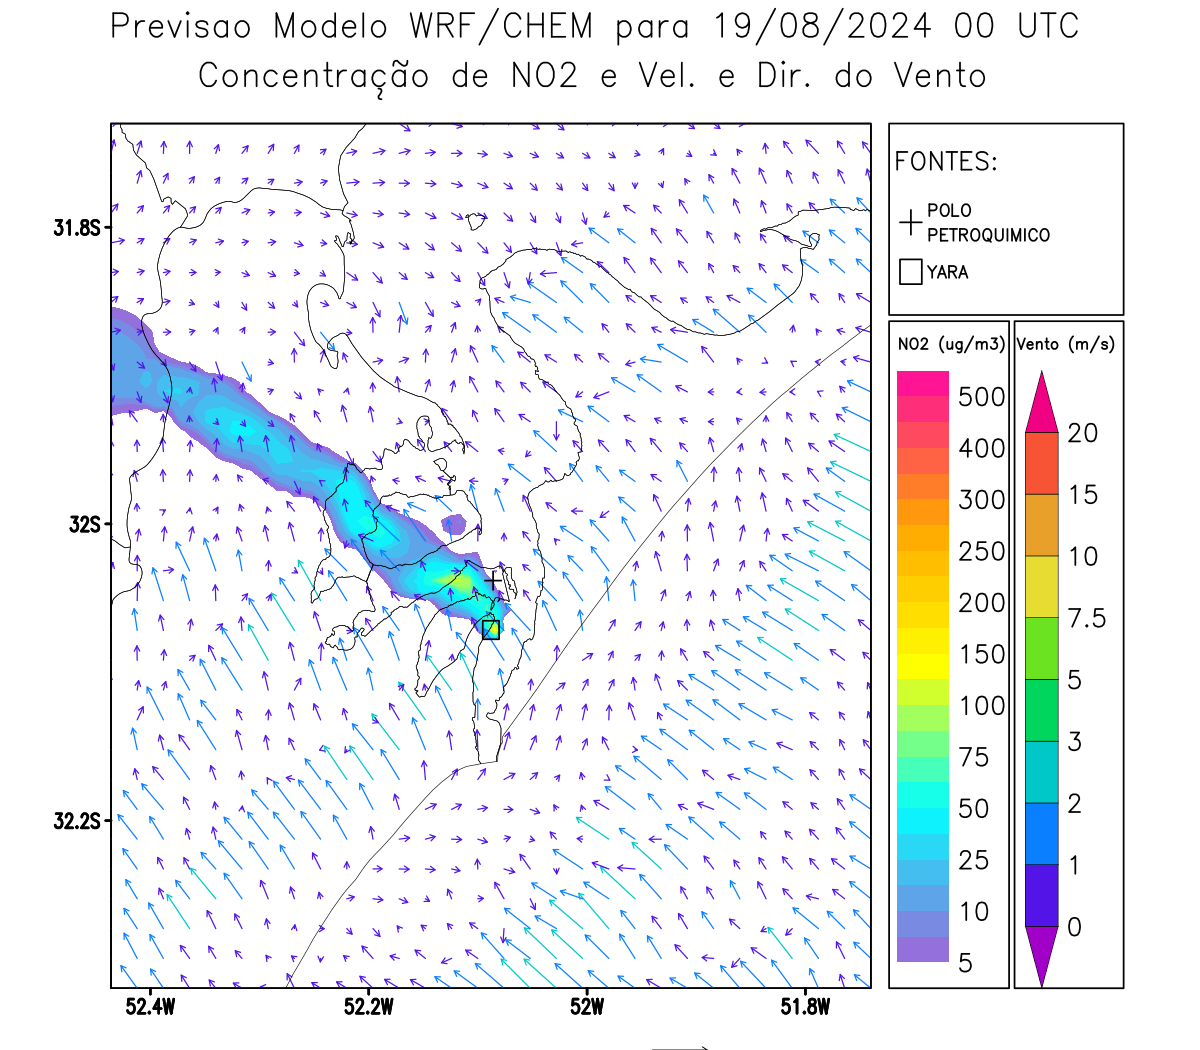 Previsao Modelo WRF/CHEM para 19/08/2024 00 UTC
Concentração de NO2 e Vel. e Dir. do Vento
FONTES:
POLO
PETROQUIMICO
YARA
NO2 (ug/m3)
500
400
300
250
200
150
100
75
50
25
10
5
Vento (m/s)
20
15
10
7.5
5
3
2
1
0
31.8S
32S
32.2S
52.4W
52.2W
52W
51.8W